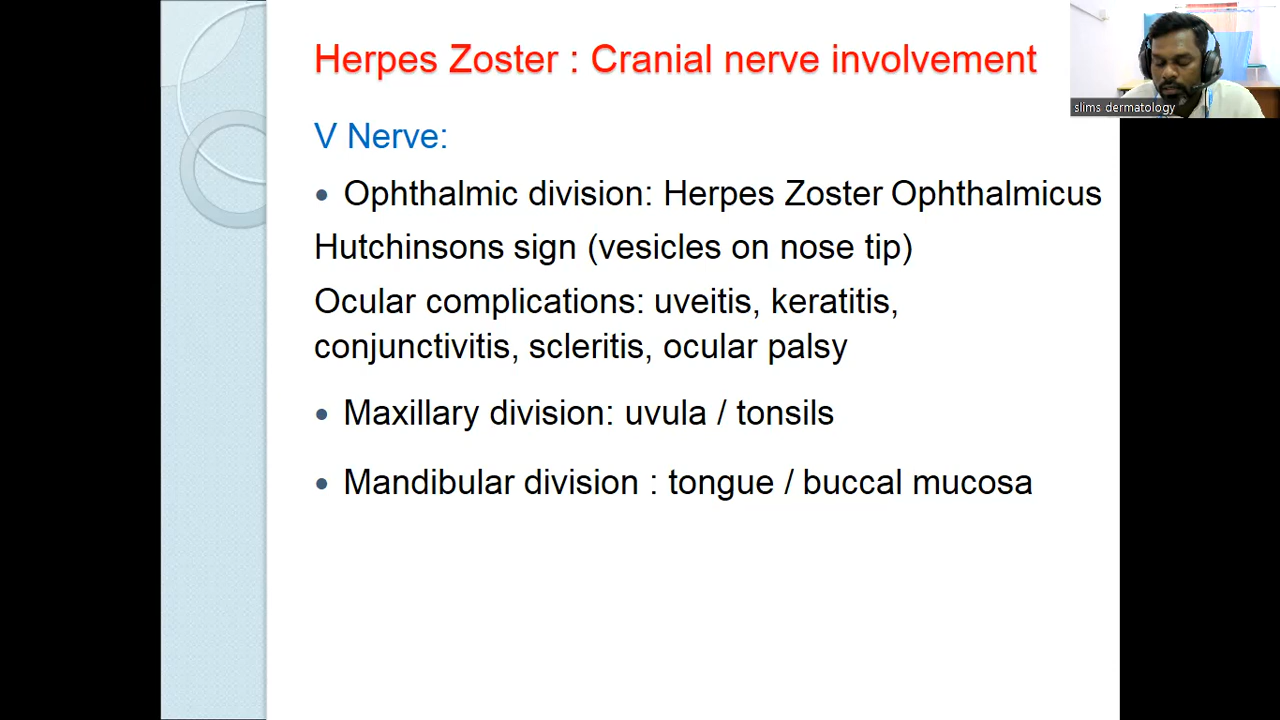 Herpes Zoster : Cranial nerve involvement
slims dermatology
V Nerve:
• Ophthalmic division: Herpes Zoster Ophthalmicus
Hutchinsons sign (vesicles on nose tip)
Ocular complications: uveitis, keratitis,
conjunctivitis, scleritis, ocular palsy
• Maxillary division: uvula / tonsils
• Mandibular division : tongue / buccal mucosa